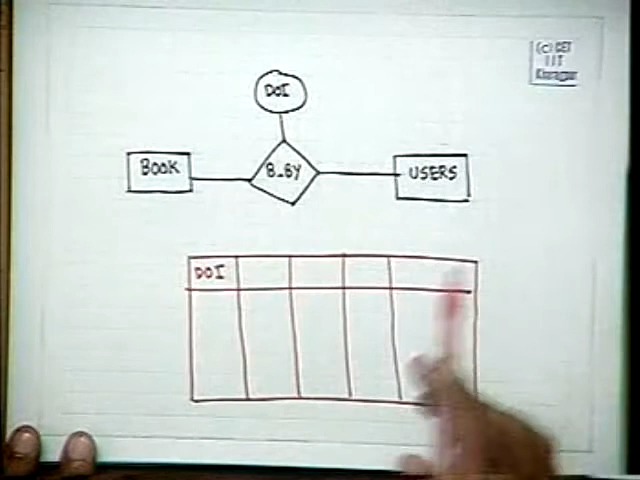 (c) CET
IIT
Kharagpur
DOI
BOOK
B_BY
USERS
DOI